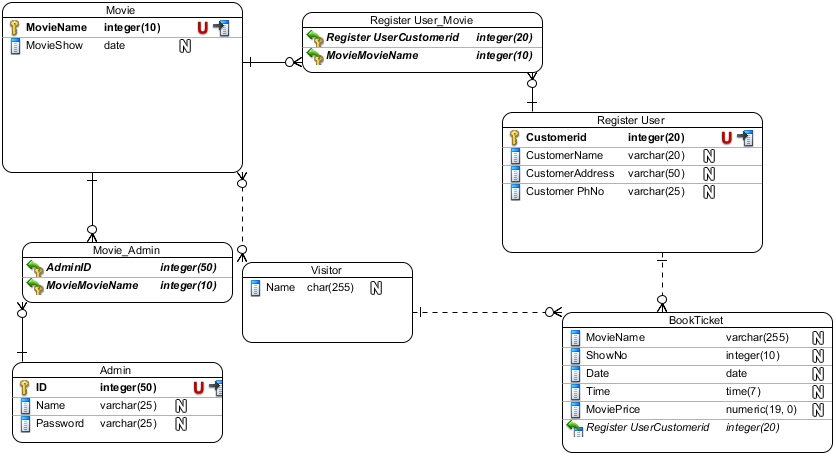 Movie
MovieName integer(10) U
MovieShow date N
Register User_Movie
Register UserCustomerid integer(20)
MovieMovieName integer(10)
Register User
Customerid integer(20) U
CustomerName varchar(20) N
CustomerAddress varchar(50) N
Customer PhNo varchar(25) N
Movie_Admin
AdminID integer(50)
MovieMovieName integer(10)
Visitor
Name char(255) N
Admin
ID integer(50) U
Name varchar(25) N
Password varchar(25) N
BookTicket
MovieName varchar(255) N
ShowNo integer(10) N
Date date N
Time time(7) N
MoviePrice numeric(19, 0) N
Register UserCustomerid integer(20)